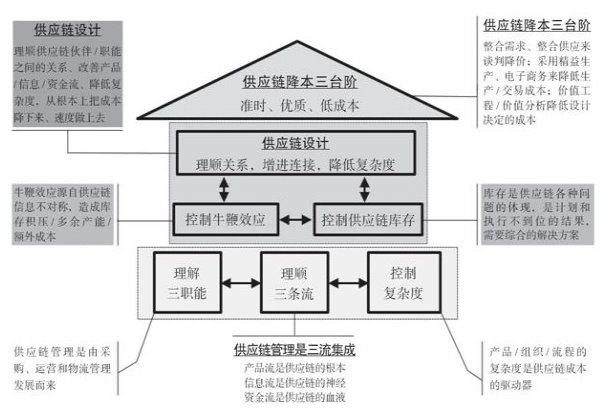 供应链设计
理顺供应链伙伴/职能
之间的关系、改善产品
/信息/资金流、降低复
杂度，从根本上把成本
降下来、速度做上去
供应链降本三台阶
整合需求、整合供应来
谈判降价；采用精益生
产、电子商务来降低生
产/交易成本；价值工
程/价值分析降低设计
决定的成本
供应链降本三台阶
准时、优质、低成本
供应链设计
理顺关系，增进连接，降低复杂度
牛鞭效应源自供应链
信息不对称，造成库
存积压/多余产能/
额外成本
控制牛鞭效应
控制供应链库存
库存是供应链各种问
题的体现，是计划和
执行不到位的结果，
需要综合的解决方案
理解
三职能
理顺
三条流
控制
复杂度
供应链管理是由采
购、运营和物流管理
发展而来
供应链管理是三流集成
产品流是供应链的根本
信息流是供应链的神经
资金流是供应链的血液
产品/组织/流程的
复杂度是供应链成本
的驱动器